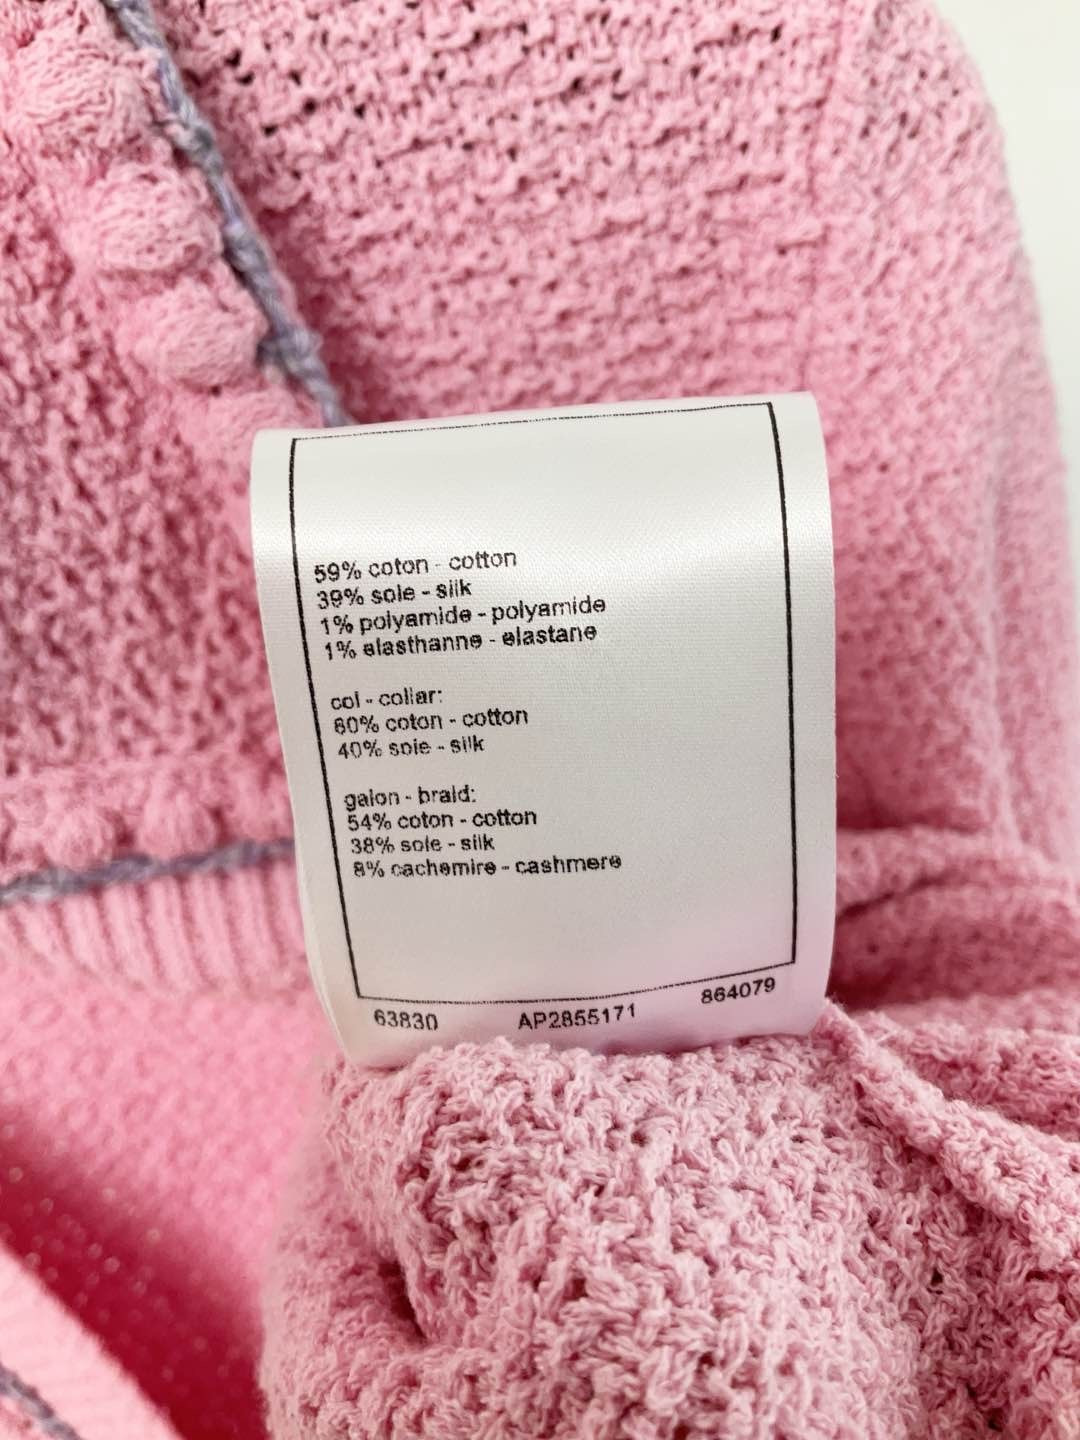 59% coton - cotton
39% soie - silk
1% polyamide - polyamide
1% elasthanne - elastane
col - collar:
60% coton - cotton
40% soie - silk
galon - braid:
54% coton - cotton
38% soie - silk
8% cachemire - cashmere
63830 AP2855171 864079